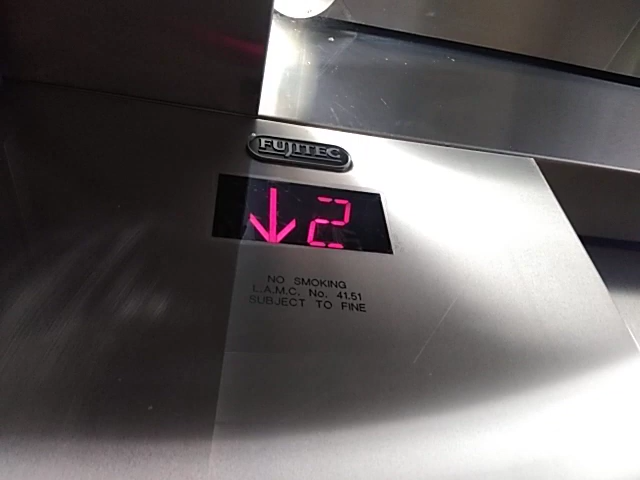 FUJITEC
↓2
NO SMOKING
L.A.M.C. No. 41.51
SUBJECT TO FINE